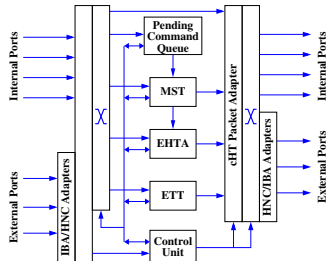 Internal Ports
External Ports
IBA/HNC Adapters
Pending
Command
Queue
MST
EHTA
ETT
Control
Unit
cHT Packet Adapter
HNC/IBA Adapters
Internal Ports
External Ports